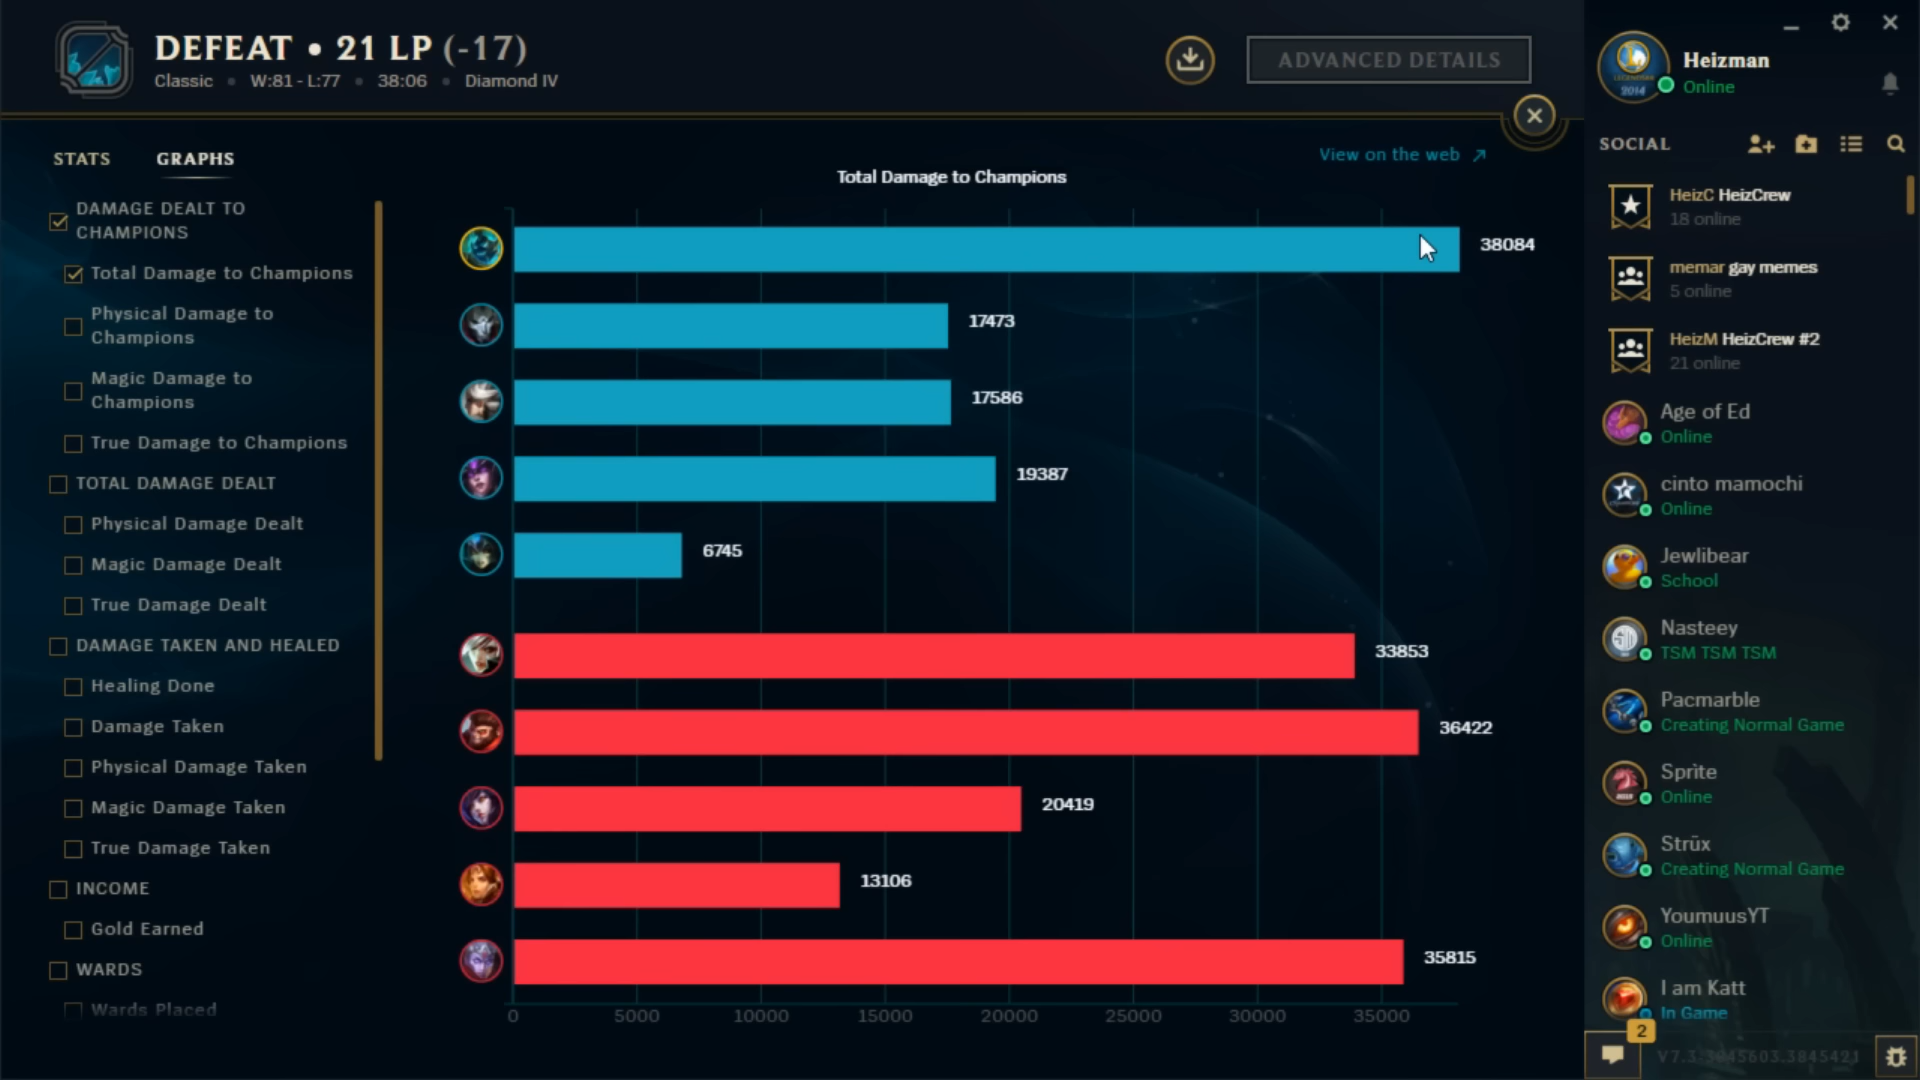 DEFEAT • 21 LP (-17)
Classic • W:81 - L:77 • 38:06 • Diamond IV
ADVANCED DETAILS
STATS
GRAPHS
View on the web
DAMAGE DEALT TO
CHAMPIONS
Total Damage to Champions
Physical Damage to
Champions
Magic Damage to
Champions
True Damage to Champions
TOTAL DAMAGE DEALT
Physical Damage Dealt
Magic Damage Dealt
True Damage Dealt
DAMAGE TAKEN AND HEALED
Healing Done
Damage Taken
Physical Damage Taken
Magic Damage Taken
True Damage Taken
INCOME
Gold Earned
WARDS
Wards Placed
Total Damage to Champions
38084
17473
17586
19387
6745
33853
36422
20419
13106
35815
0 5000 10000 15000 20000 25000 30000 35000
Heizman
Online
SOCIAL
HeizC HeizCrew
18 online
memar gay memes
5 online
HeizM HeizCrew #2
21 online
Age of Ed
Online
cinto mamochi
Online
Jewlibear
School
Nasteey
TSM TSM TSM
Pacmarble
Creating Normal Game
Sprìte
Online
Strūx
Creating Normal Game
YoumuusYT
Online
I am Katt
In Game
2